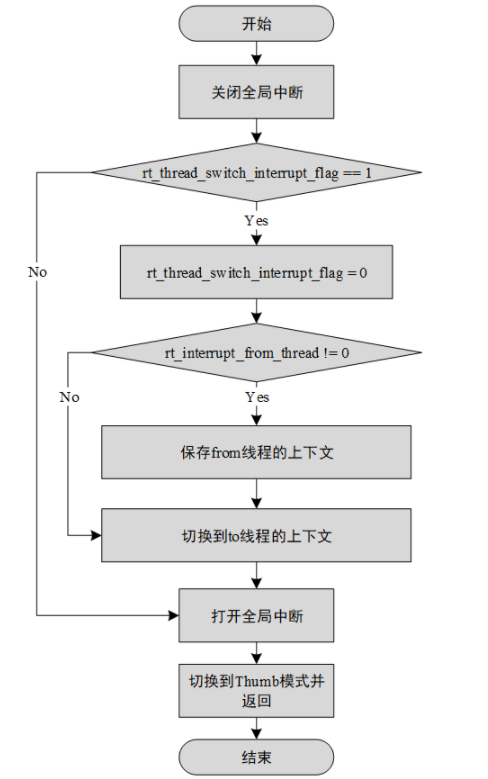 开始
关闭全局中断
rt_thread_switch_interrupt_flag == 1
Yes
No
rt_thread_switch_interrupt_flag = 0
rt_interrupt_from_thread != 0
No
Yes
保存from线程的上下文
切换到to线程的上下文
打开全局中断
切换到Thumb模式并
返回
结束